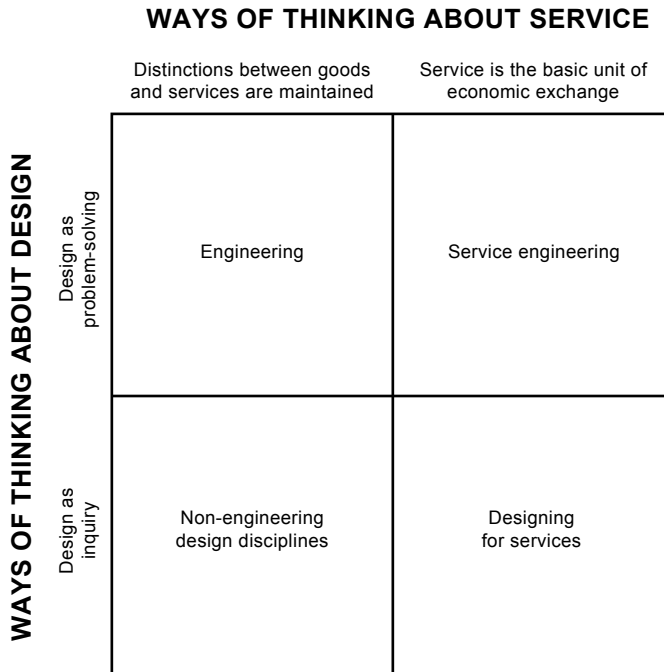 WAYS OF THINKING ABOUT SERVICE
Distinctions between goods
and services are maintained
Service is the basic unit of
economic exchange
WAYS OF THINKING ABOUT DESIGN
Design as
problem-solving
Engineering
Service engineering
Design as
inquiry
Non-engineering
design disciplines
Designing
for services